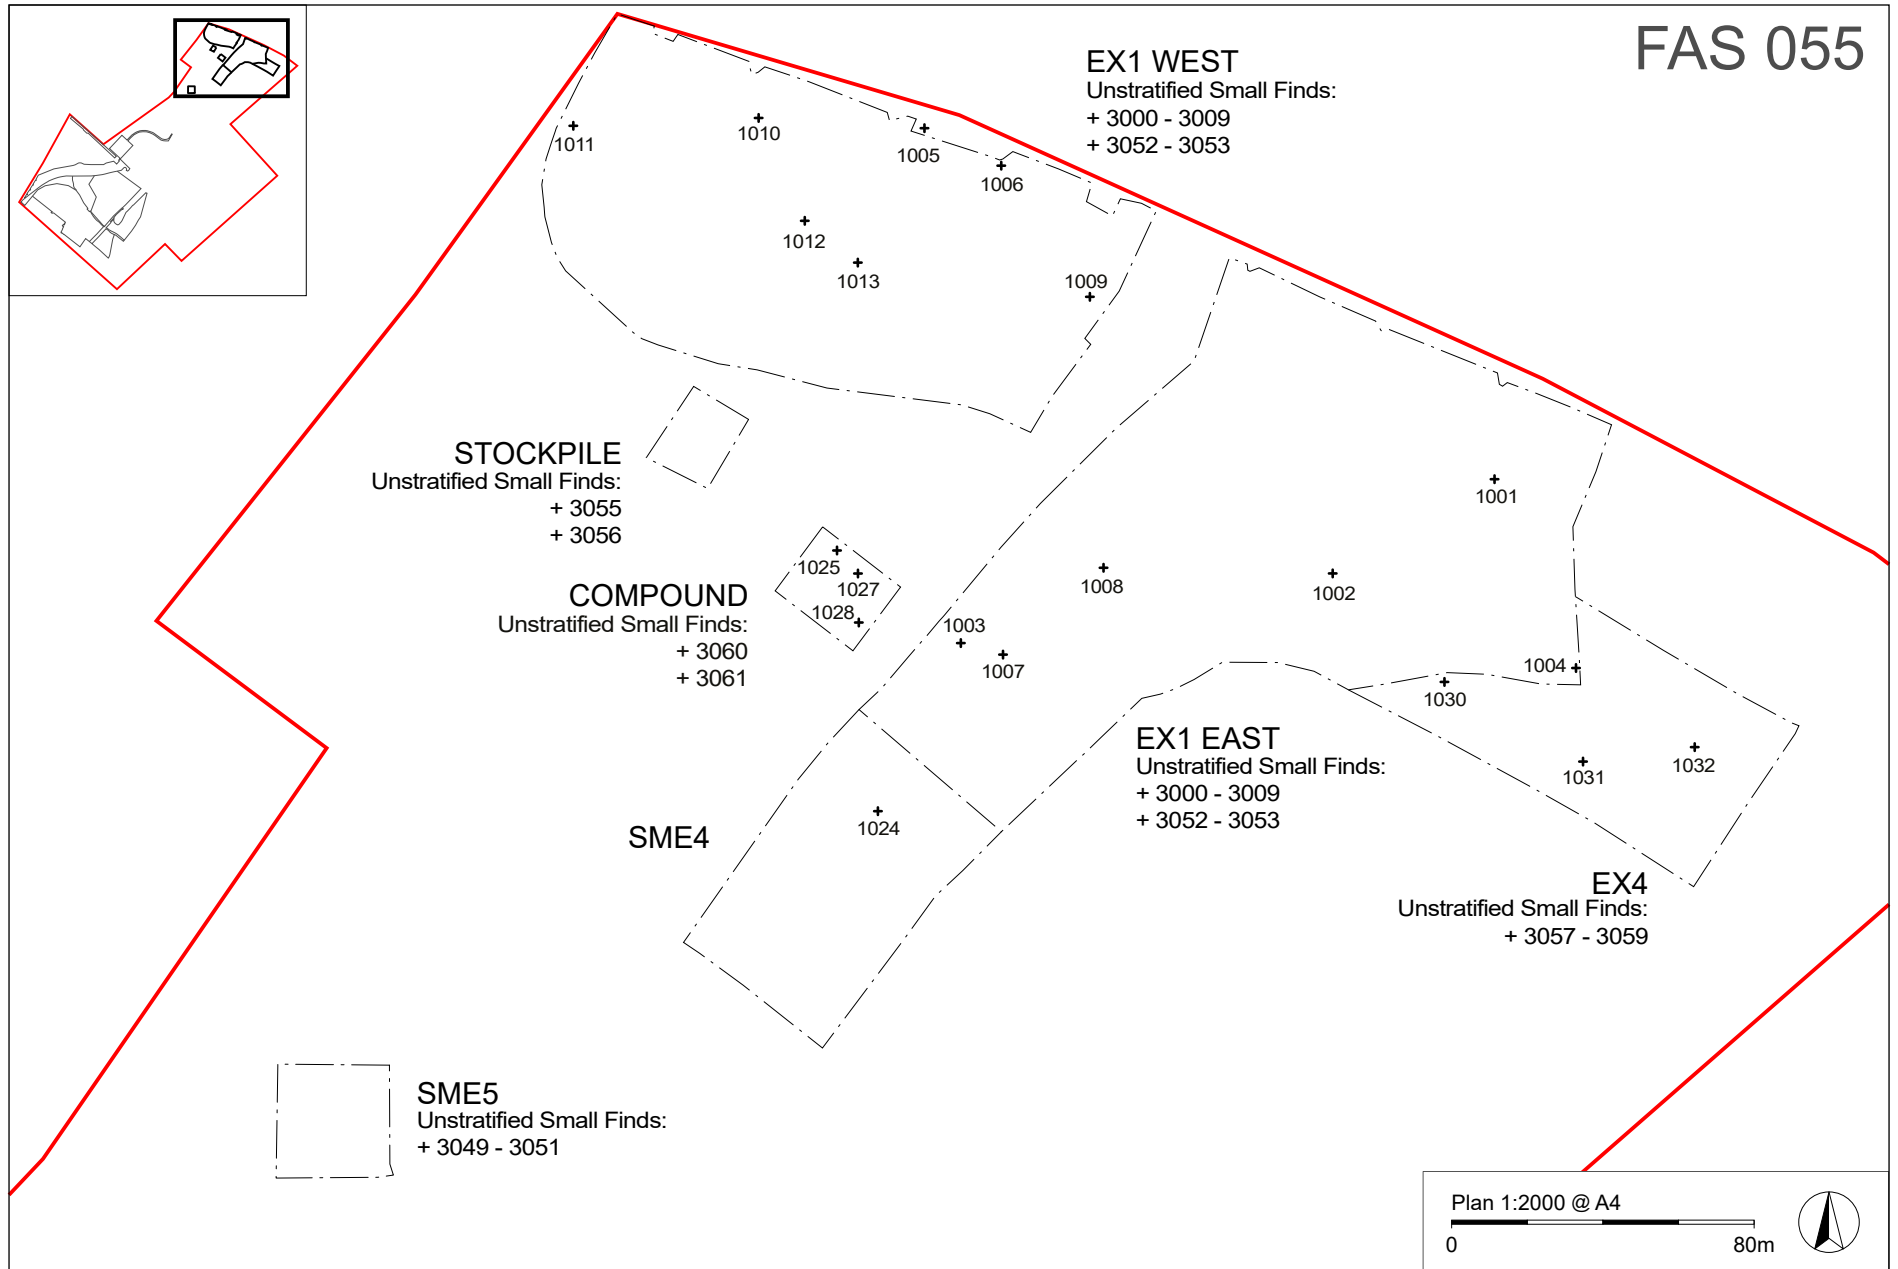 FAS 055
EX1 WEST
Unstratified Small Finds:
+ 3000 - 3009
+ 3052 - 3053
1011
1010
1005
1006
1012
1013
1009
STOCKPILE
Unstratified Small Finds:
+ 3055
+ 3056
1001
COMPOUND
Unstratified Small Finds:
+ 3060
+ 3061
1025
1027
1028
1008
1002
1003
1007
1004
1030
EX1 EAST
Unstratified Small Finds:
+ 3000 - 3009
+ 3052 - 3053
1031
1032
SME4
1024
EX4
Unstratified Small Finds:
+ 3057 - 3059
SME5
Unstratified Small Finds:
+ 3049 - 3051
Plan 1:2000 @ A4
0 80m